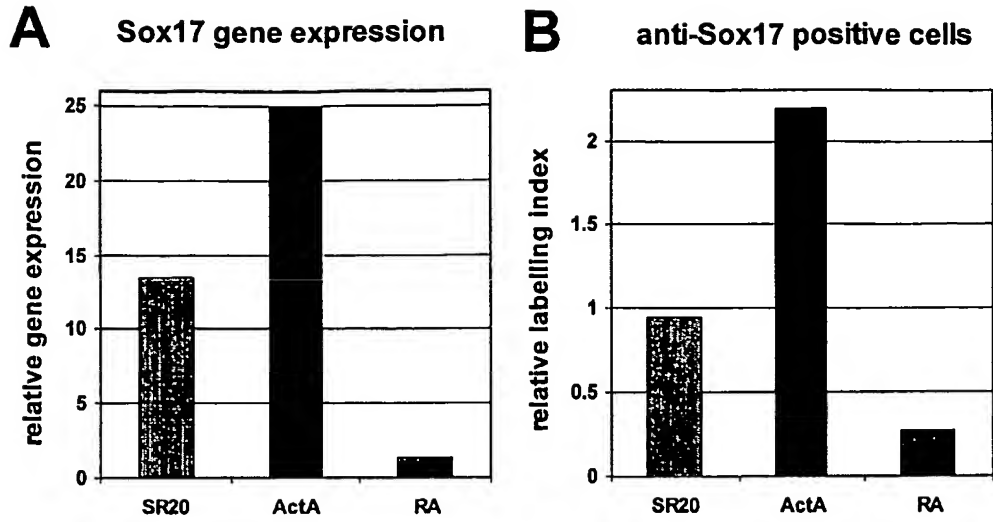 A Sox17 gene expression
relative gene expression
25
20
15
10
5
0
SR20 ActA RA
B anti-Sox17 positive cells
relative labelling index
2
1.5
1
0.5
0
SR20 ActA RA